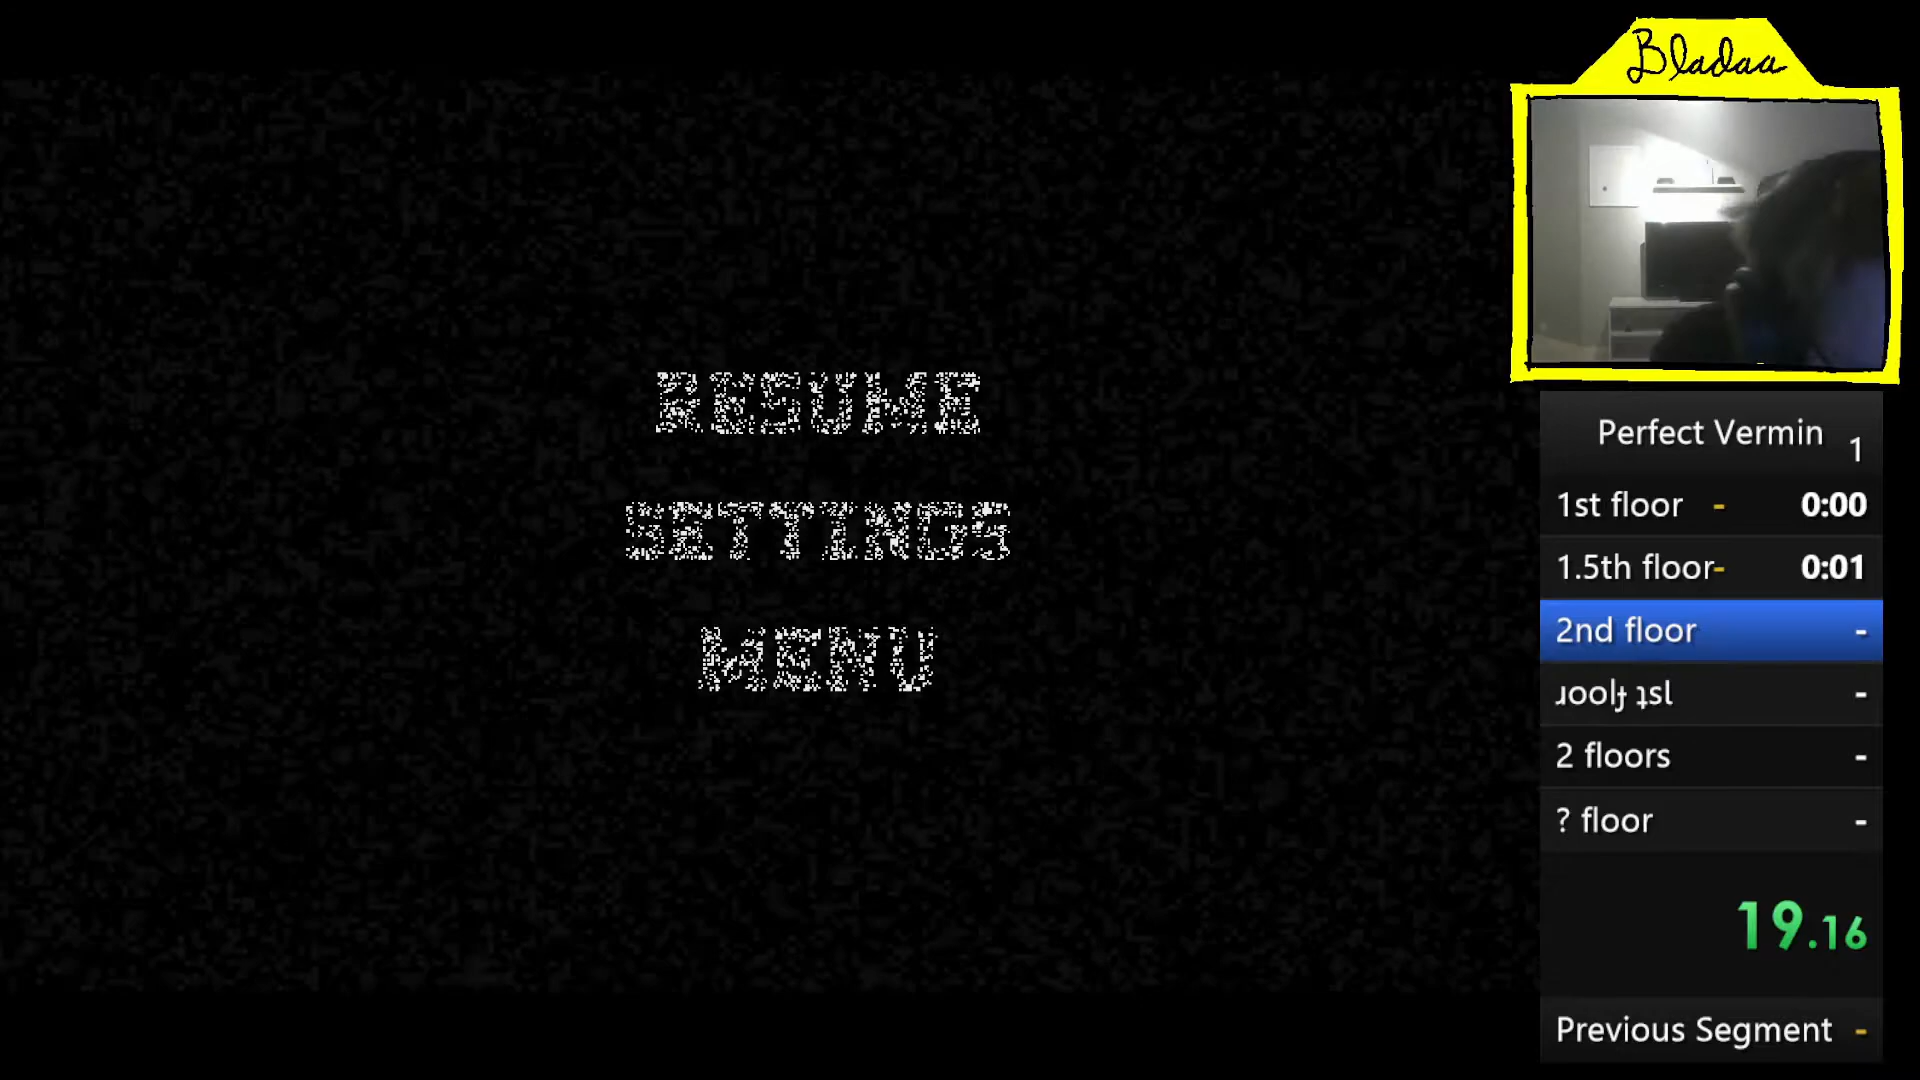 Bladaa
RESUME
SETTINGS
MENU
Perfect Vermin 1
1st floor - 0:00
1.5th floor- 0:01
2nd floor -
ɹoolɟ ʇsl -
2 floors -
? floor -
19.16
Previous Segment -